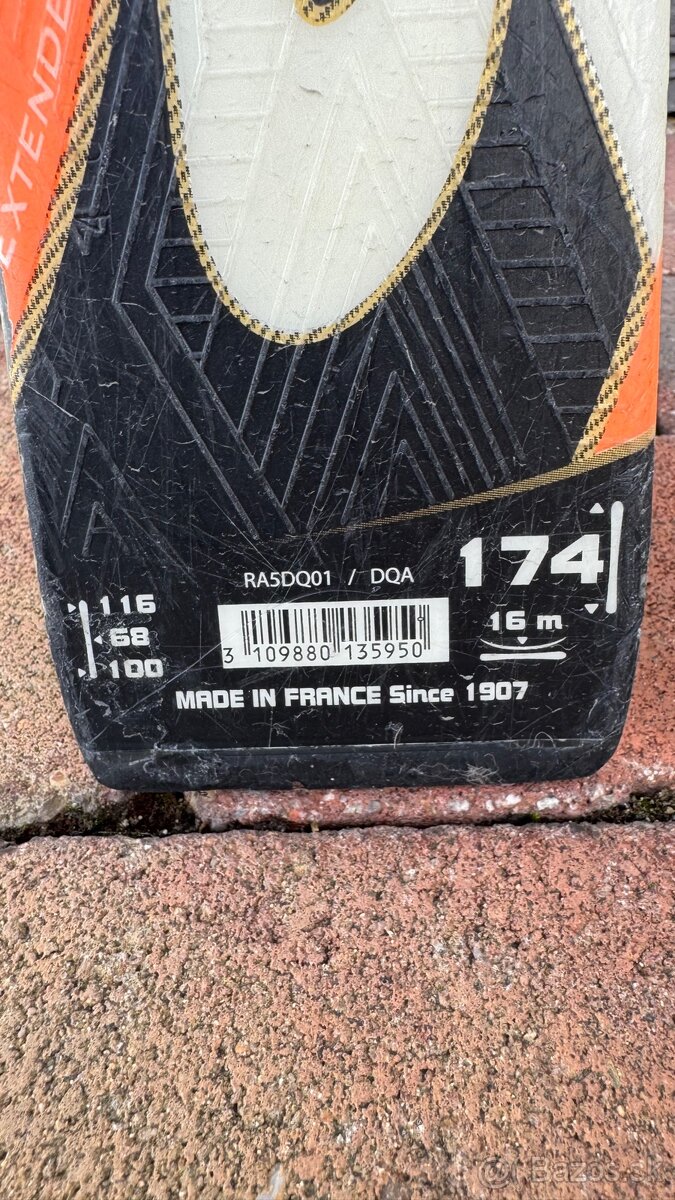 EXTENDE
RA5DQ01 / DQA
174
116
68
100
16 m
3 109880 135950
MADE IN FRANCE Since 1907
Bazos.sk